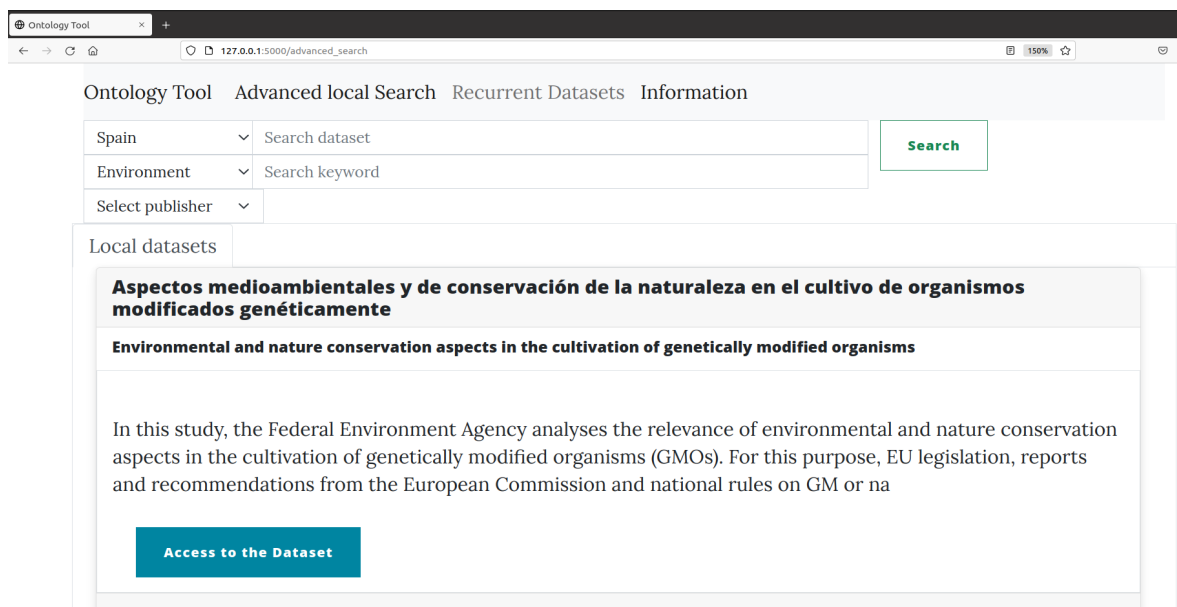 Ontology Tool × +
127.0.0.1:5000/advanced_search 150%
Ontology Tool Advanced local Search Recurrent Datasets Information
Spain Search dataset Search
Environment Search keyword
Select publisher
Local datasets
Aspectos medioambientales y de conservación de la naturaleza en el cultivo de organismos
modificados genéticamente
Environmental and nature conservation aspects in the cultivation of genetically modified organisms
In this study, the Federal Environment Agency analyses the relevance of environmental and nature conservation
aspects in the cultivation of genetically modified organisms (GMOs). For this purpose, EU legislation, reports
and recommendations from the European Commission and national rules on GM or na
Access to the Dataset